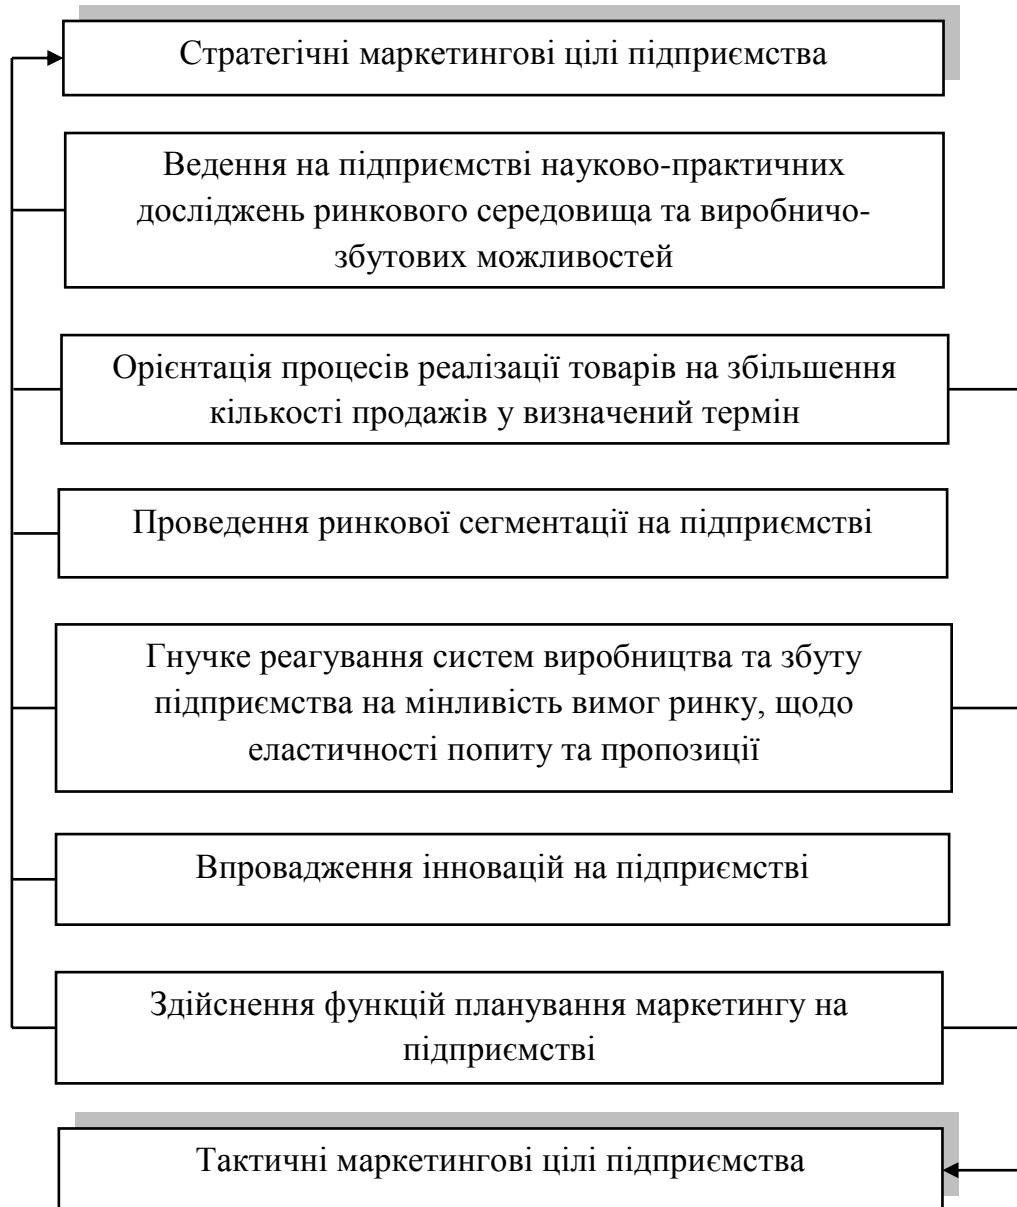 Стратегічні маркетингові цілі підприємства
Ведення на підприємстві науково-практичних
досліджень ринкового середовища та виробничо-
збутових можливостей
Орієнтація процесів реалізації товарів на збільшення
кількості продажів у визначений термін
Проведення ринкової сегментації на підприємстві
Гнучке реагування систем виробництва та збуту
підприємства на мінливість вимог ринку, щодо
еластичності попиту та пропозиції
Впровадження інновацій на підприємстві
Здійснення функцій планування маркетингу на
підприємстві
Тактичні маркетингові цілі підприємства